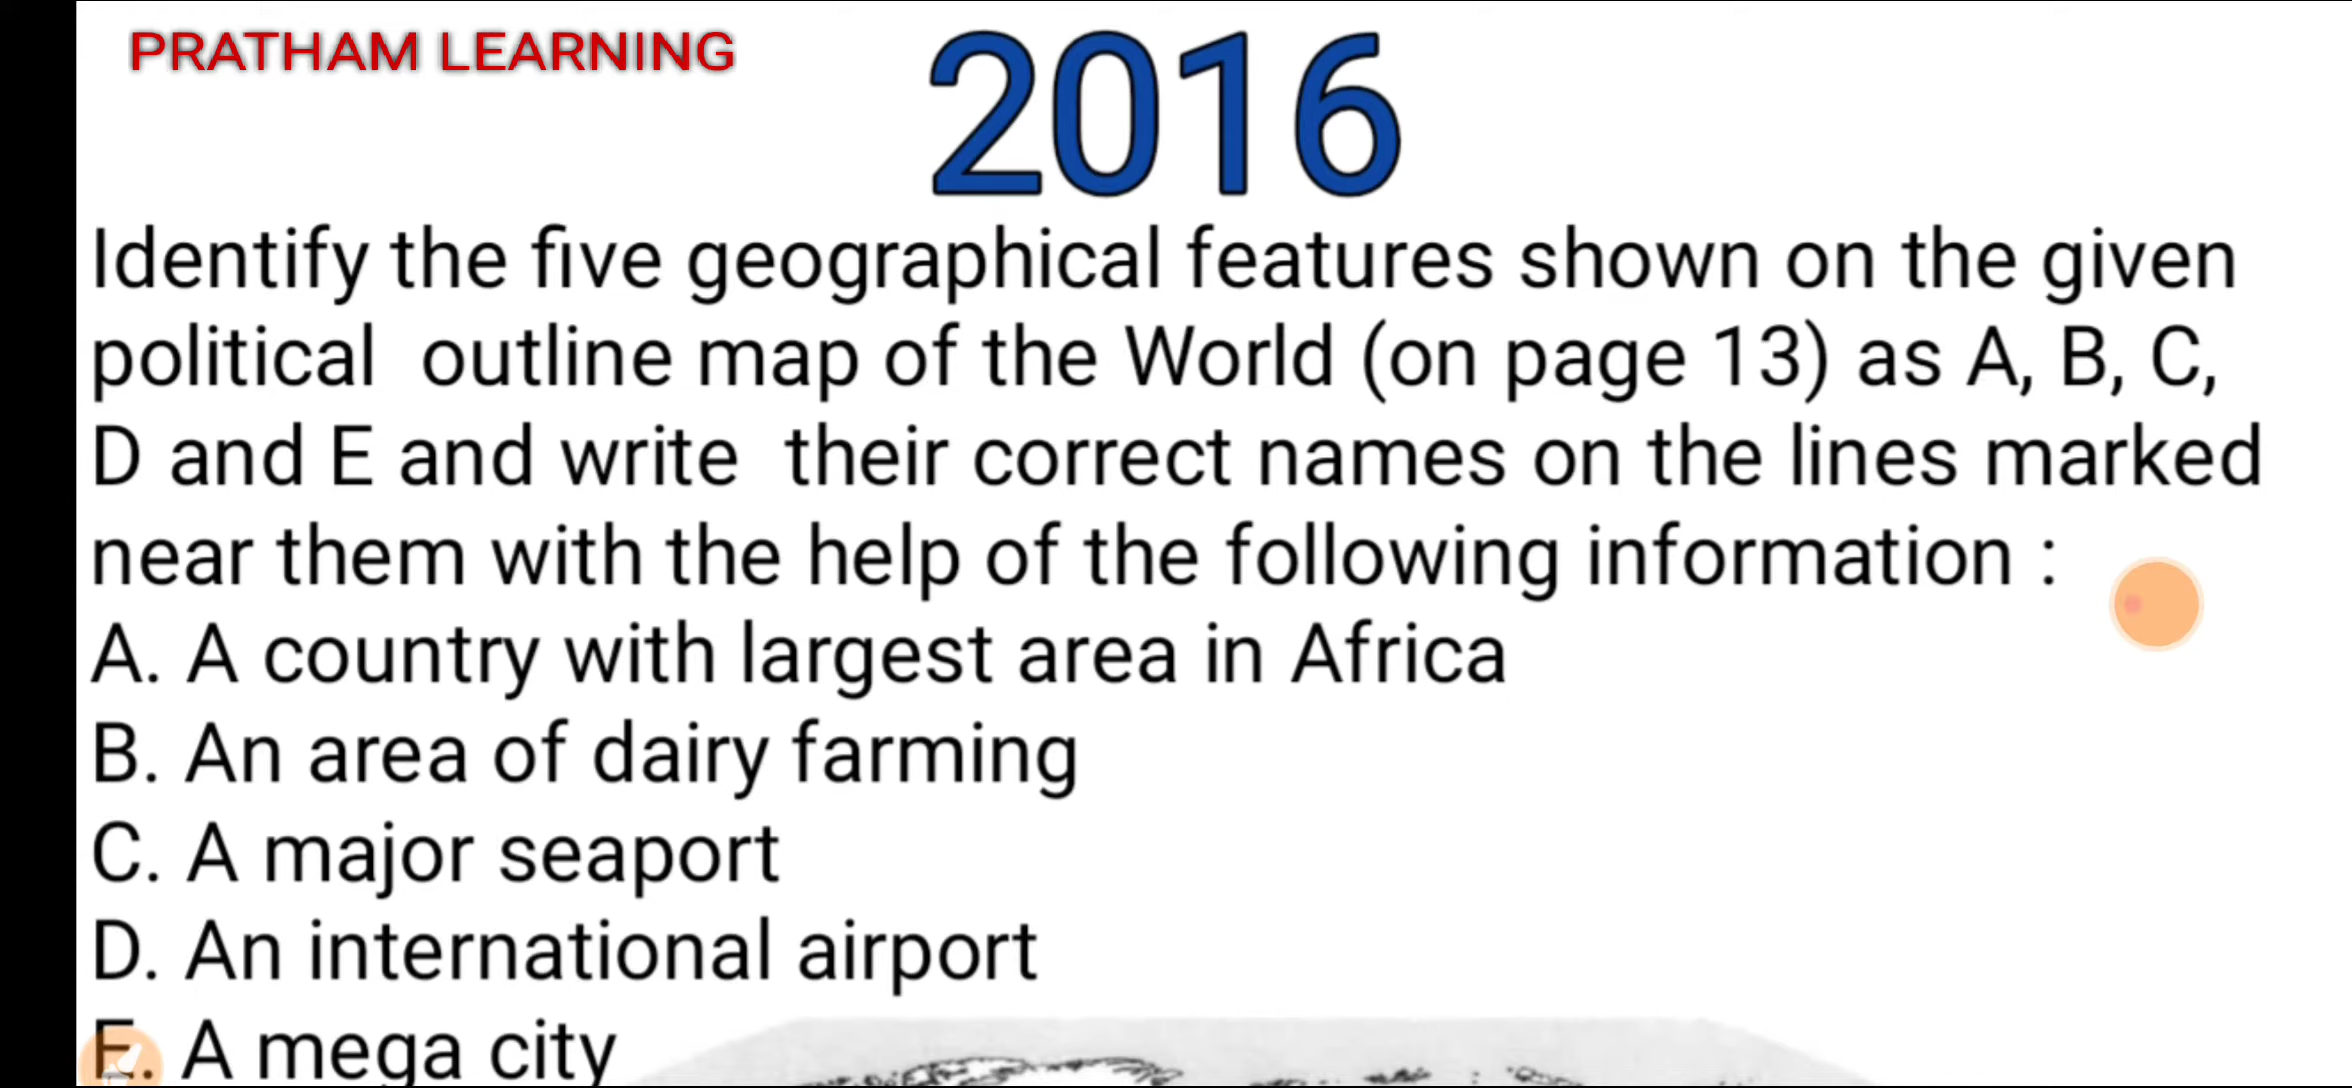 PRATHAM LEARNING
2016
Identify the five geographical features shown on the given
political outline map of the World (on page 13) as A, B, C,
D and E and write their correct names on the lines marked
near them with the help of the following information :
A. A country with largest area in Africa
B. An area of dairy farming
C. A major seaport
D. An international airport
E. A mega city